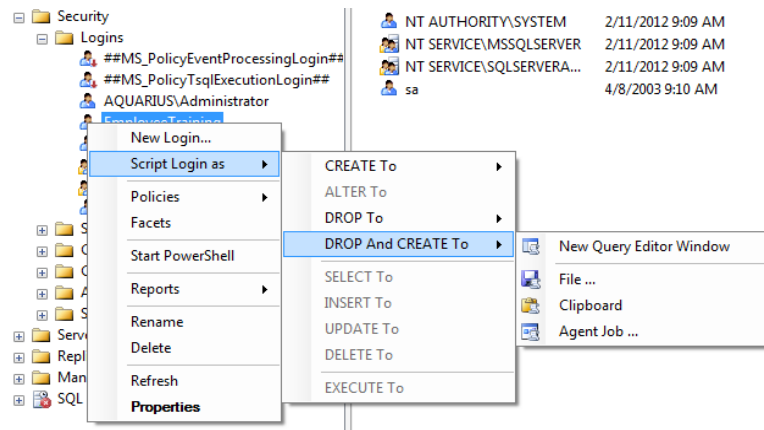 Security
Logins
##MS_PolicyEventProcessingLogin##
##MS_PolicyTsqlExecutionLogin##
AQUARIUS\Administrator
EmployeeTraining
NT AUTHORITY\SYSTEM 2/11/2012 9:09 AM
NT SERVICE\MSSQLSERVER 2/11/2012 9:09 AM
NT SERVICE\SQLSERVERA... 2/11/2012 9:09 AM
sa 4/8/2003 9:10 AM
S
C
C
A
S
Serv
Repl
Man
SQL
New Login...
Script Login as
Policies
Facets
Start PowerShell
Reports
Rename
Delete
Refresh
Properties
CREATE To
ALTER To
DROP To
DROP And CREATE To
SELECT To
INSERT To
UPDATE To
DELETE To
EXECUTE To
New Query Editor Window
File ...
Clipboard
Agent Job ...